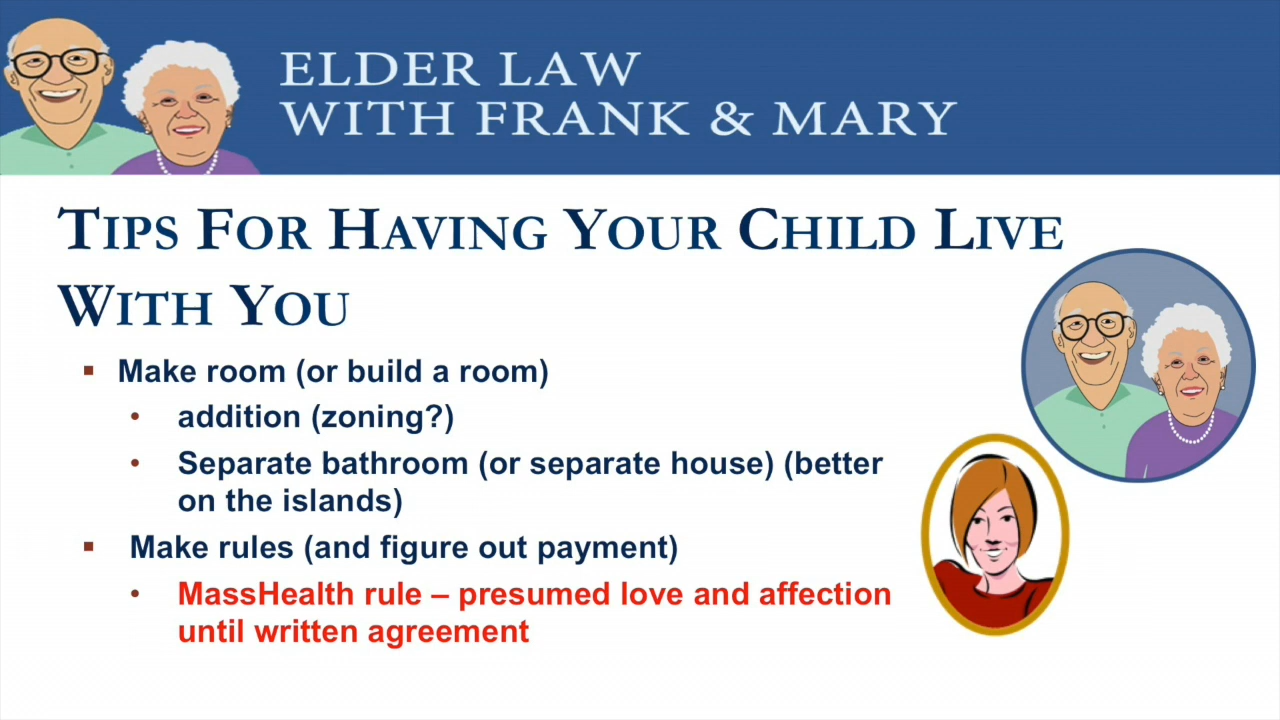 ELDER LAW
WITH FRANK & MARY
TIPS FOR HAVING YOUR CHILD LIVE
WITH YOU
▪ Make room (or build a room)
• addition (zoning?)
• Separate bathroom (or separate house) (better
on the islands)
▪ Make rules (and figure out payment)
• MassHealth rule – presumed love and affection
until written agreement